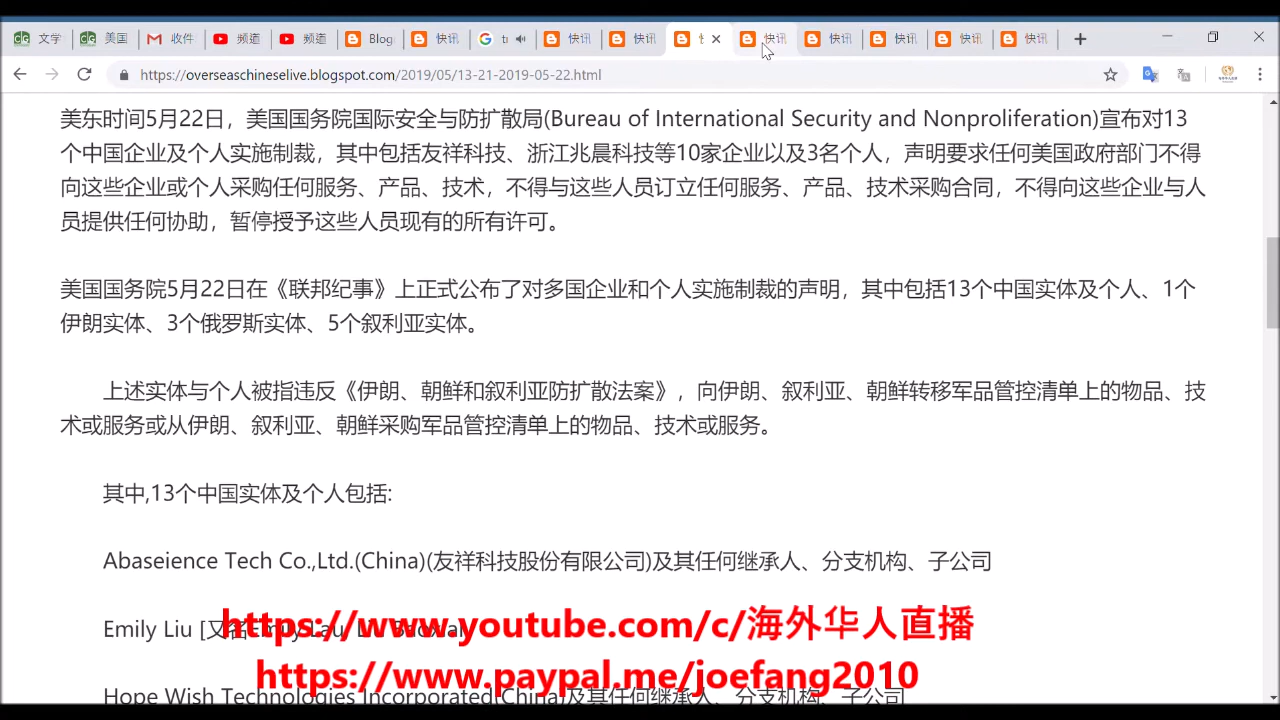 文学
美国
收件
频道
频道
Blog
快讯
快讯
快讯
快讯
快讯
快讯
快讯
快讯
https://overseaschineselive.blogspot.com/2019/05/13-21-2019-05-22.html
美东时间5月22日，美国国务院国际安全与防扩散局(Bureau of International Security and Nonproliferation)宣布对13
个中国企业及个人实施制裁，其中包括友祥科技、浙江兆晨科技等10家企业以及3名个人，声明要求任何美国政府部门不得
向这些企业或个人采购任何服务、产品、技术，不得与这些人员订立任何服务、产品、技术采购合同，不得向这些企业与人
员提供任何协助，暂停授予这些人员现有的所有许可。
美国国务院5月22日在《联邦纪事》上正式公布了对多国企业和个人实施制裁的声明，其中包括13个中国实体及个人、1个
伊朗实体、3个俄罗斯实体、5个叙利亚实体。
上述实体与个人被指违反《伊朗、朝鲜和叙利亚防扩散法案》，向伊朗、叙利亚、朝鲜转移军品管控清单上的物品、技
术或服务或从伊朗、叙利亚、朝鲜采购军品管控清单上的物品、技术或服务。
其中,13个中国实体及个人包括:
Abaseience Tech Co.,Ltd.(China)(友祥科技股份有限公司)及其任何继承人、分支机构、子公司
Emily Liu [又名
https://www.youtube.com/c/海外华人直播
https://www.paypal.me/joefang2010
Hope Wish Technologies Incorporated(China)及其任何继承人、分支机构、子公司